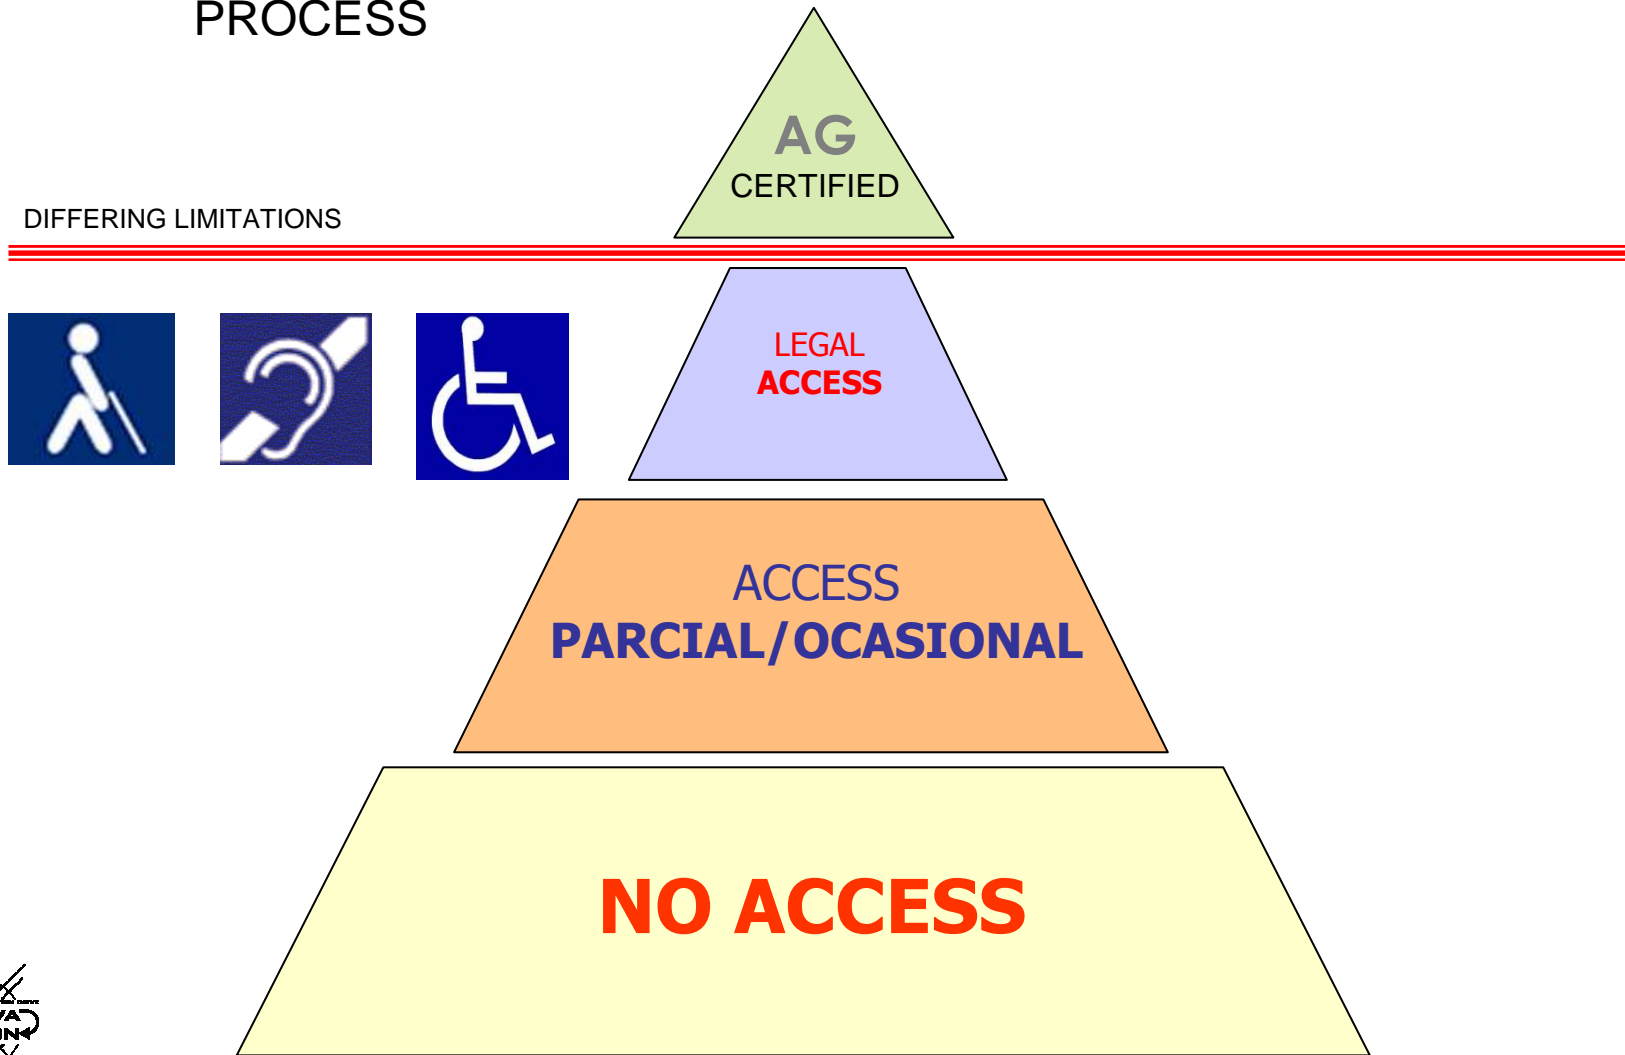 PROCESS
AG
CERTIFIED
DIFFERING LIMITATIONS
LEGAL
ACCESS
ACCESS
PARCIAL/OCASIONAL
NO ACCESS